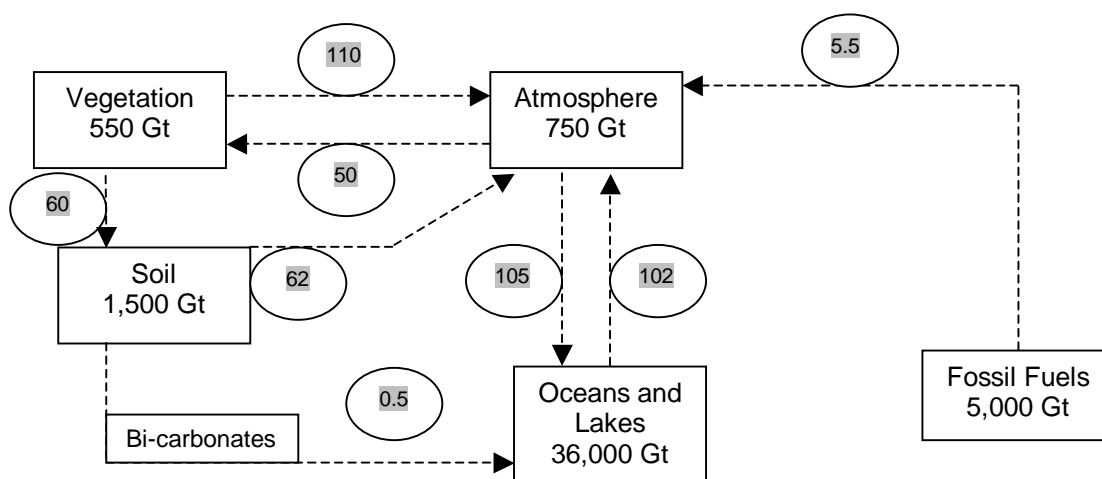 5.5
110
Vegetation
550 Gt
Atmosphere
750 Gt
50
60
Soil
1,500 Gt
62
105
102
Oceans and
Lakes
36,000 Gt
Fossil Fuels
5,000 Gt
0.5
Bi-carbonates